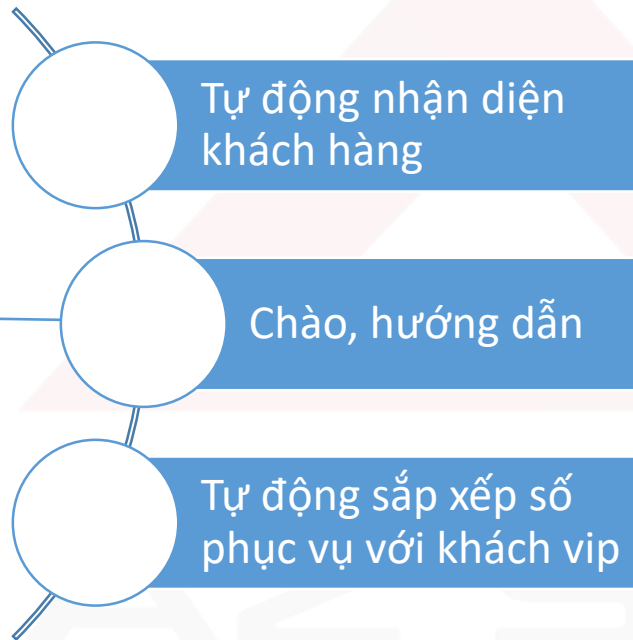 Tự động nhận diện
khách hàng
Chào, hướng dẫn
Tự động sắp xếp số
phục vụ với khách vip